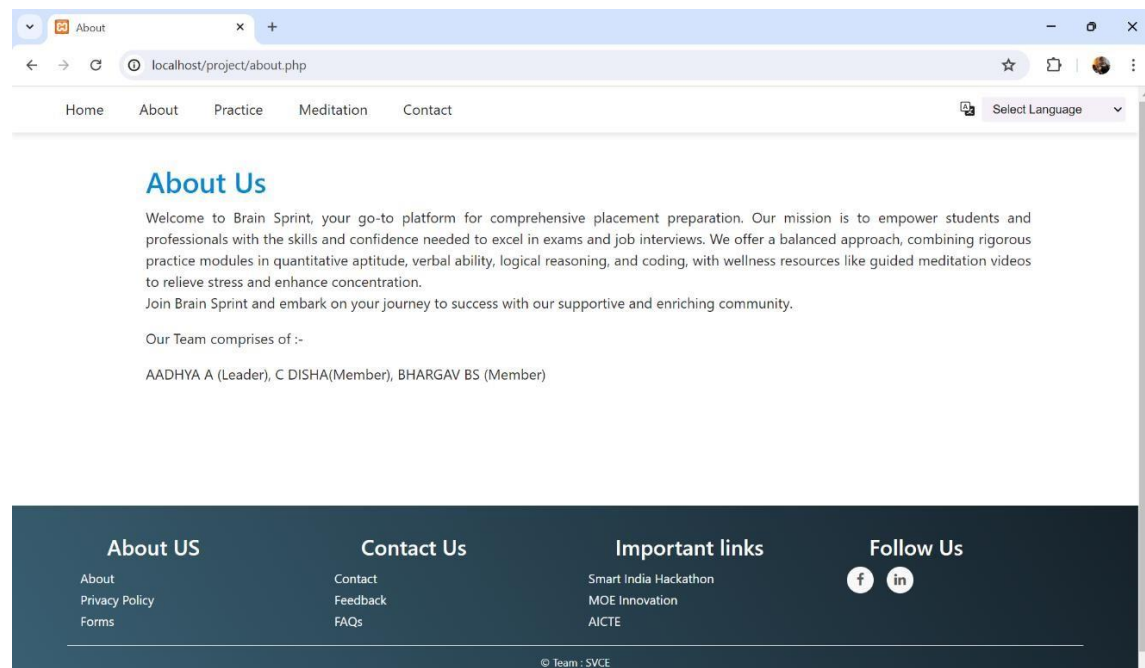 About
localhost/project/about.php
Home About Practice Meditation Contact Select Language
About Us
Welcome to Brain Sprint, your go-to platform for comprehensive placement preparation. Our mission is to empower students and
professionals with the skills and confidence needed to excel in exams and job interviews. We offer a balanced approach, combining rigorous
practice modules in quantitative aptitude, verbal ability, logical reasoning, and coding, with wellness resources like guided meditation videos
to relieve stress and enhance concentration.
Join Brain Sprint and embark on your journey to success with our supportive and enriching community.
Our Team comprises of :-
AADHYA A (Leader), C DISHA(Member), BHARGAV BS (Member)
About US
About
Privacy Policy
Forms
Contact Us
Contact
Feedback
FAQs
Important links
Smart India Hackathon
MOE Innovation
AICTE
Follow Us
f in
© Team : SVCE